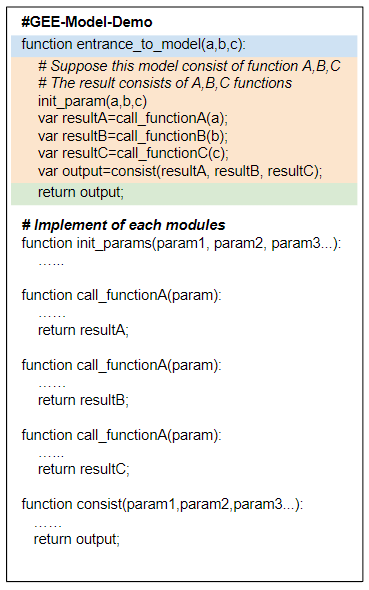 #GEE-Model-Demo
function entrance_to_model(a,b,c):
# Suppose this model consist of function A,B,C
# The result consists of A,B,C functions
init_param(a,b,c)
var resultA=call_functionA(a);
var resultB=call_functionB(b);
var resultC=call_functionC(c);
var output=consist(resultA, resultB, resultC);
return output;
# Implement of each modules
function init_params(param1, param2, param3...):
......
function call_functionA(param):
......
return resultA;
function call_functionA(param):
......
return resultB;
function call_functionA(param):
......
return resultC;
function consist(param1,param2,param3...):
......
return output;